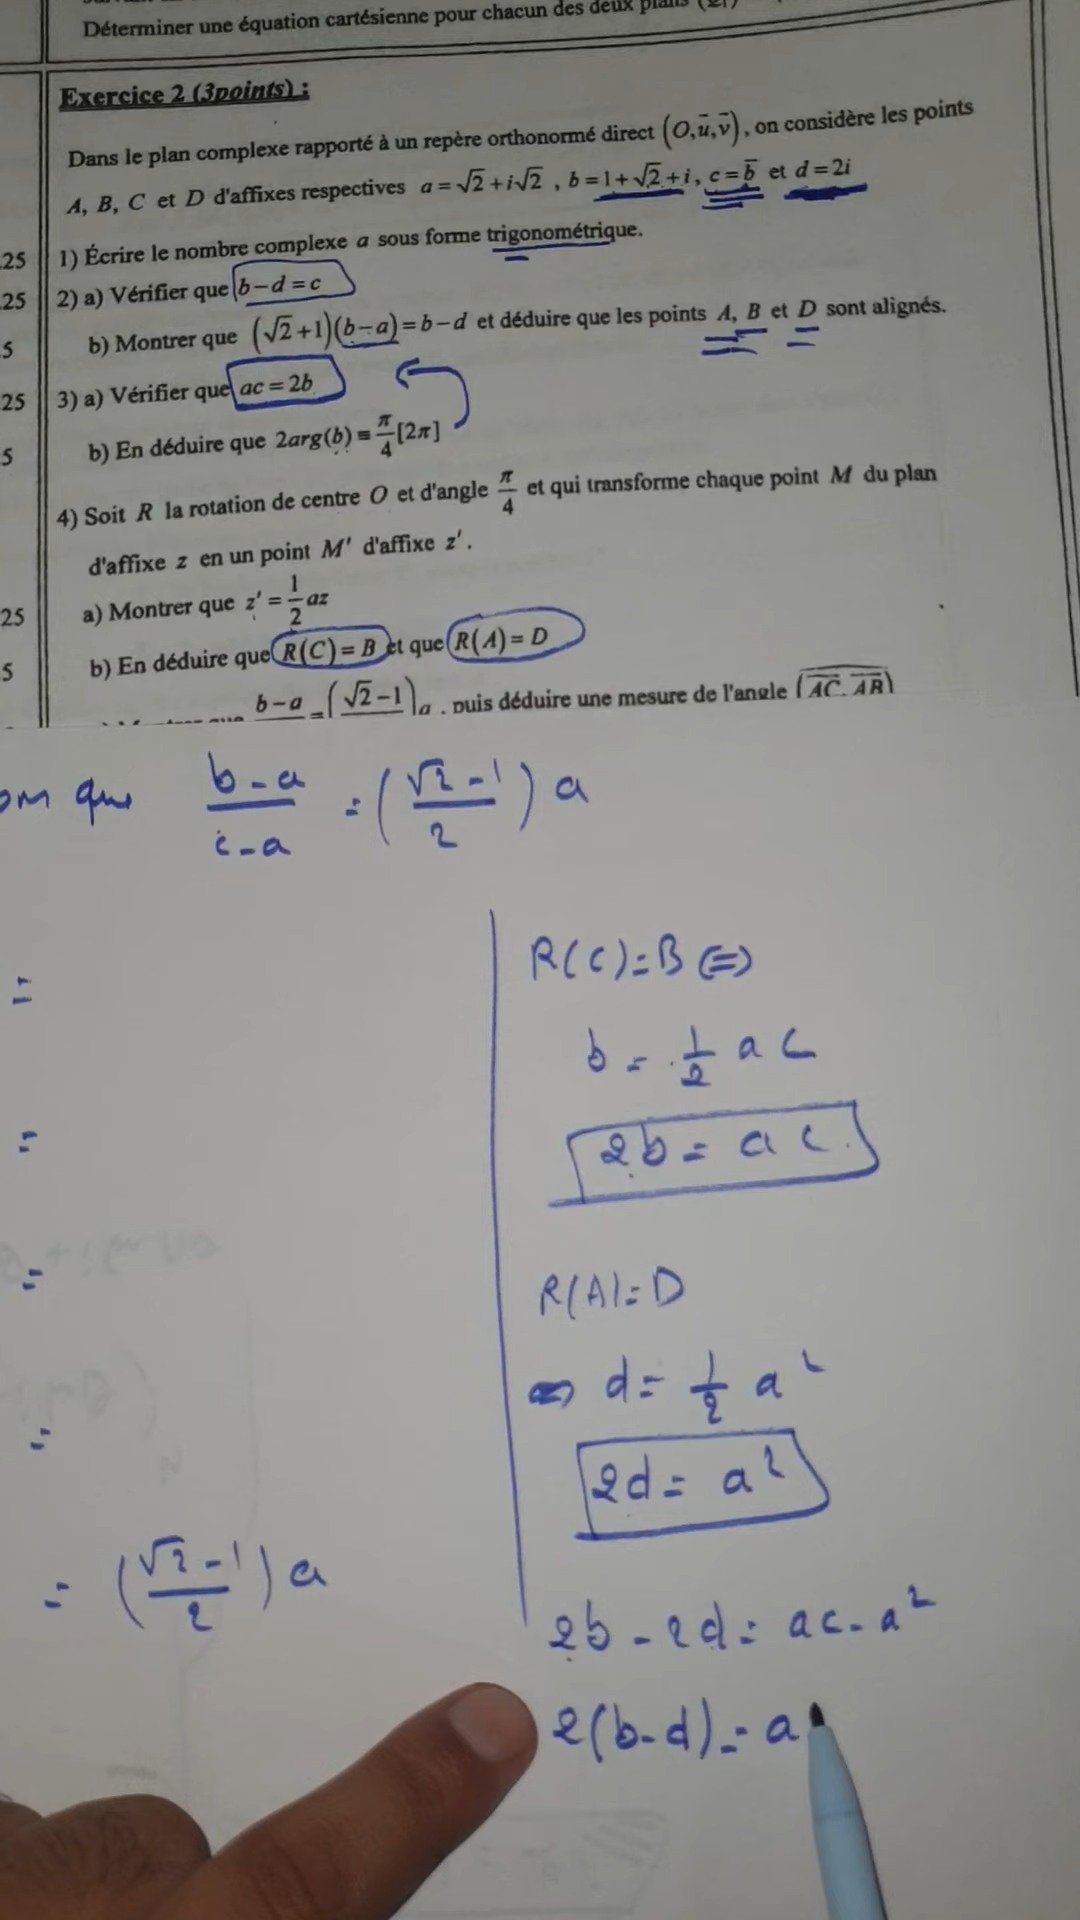 Déterminer une équation cartésienne pour chacun des deux plans
Exercice 2 (3points) :
Dans le plan complexe rapporté à un repère orthonormé direct (O,u⃗,v⃗), on considère les points
A, B, C et D d'affixes respectives a=√2+i√2 , b=1+√2+i, c=b̅ et d=2i
25 1) Écrire le nombre complexe a sous forme trigonométrique.
25 2) a) Vérifier que b-d=c
5 b) Montrer que (√2+1)(b-a)=b-d et déduire que les points A, B et D sont alignés.
25 3) a) Vérifier que ac=2b
5 b) En déduire que 2arg(b)≡π/4[2π]
4) Soit R la rotation de centre O et d'angle π/4 et qui transforme chaque point M du plan
d'affixe z en un point M' d'affixe z'.
25 a) Montrer que z'=1/2az
5 b) En déduire que R(C)=B et que R(A)=D
b-a = (√2-1)a , puis déduire une mesure de l'angle (AC, AB)
que b-a/c-a = (√2-1/2)a
=
=
=
=
= (√2-1/2)a
R(C)=B ⇔
b = 1/2 ac
2b = ac
R(A)=D
⇔ d = 1/2 a²
2d = a²
2b-2d = ac-a²
2(b-d) = a